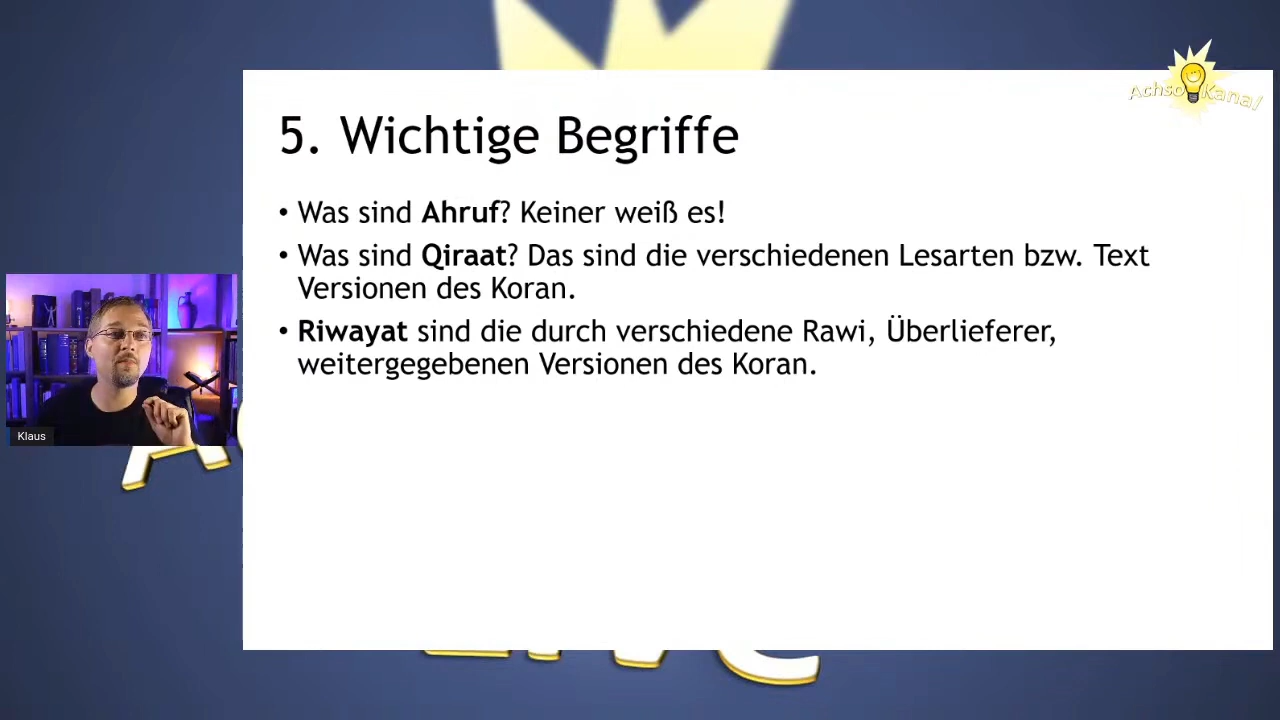 Achso Kanal
5. Wichtige Begriffe
• Was sind Ahruf? Keiner weiß es!
• Was sind Qiraat? Das sind die verschiedenen Lesarten bzw. Text
Versionen des Koran.
• Riwayat sind die durch verschiedene Rawi, Überlieferer,
weitergegebenen Versionen des Koran.
Klaus